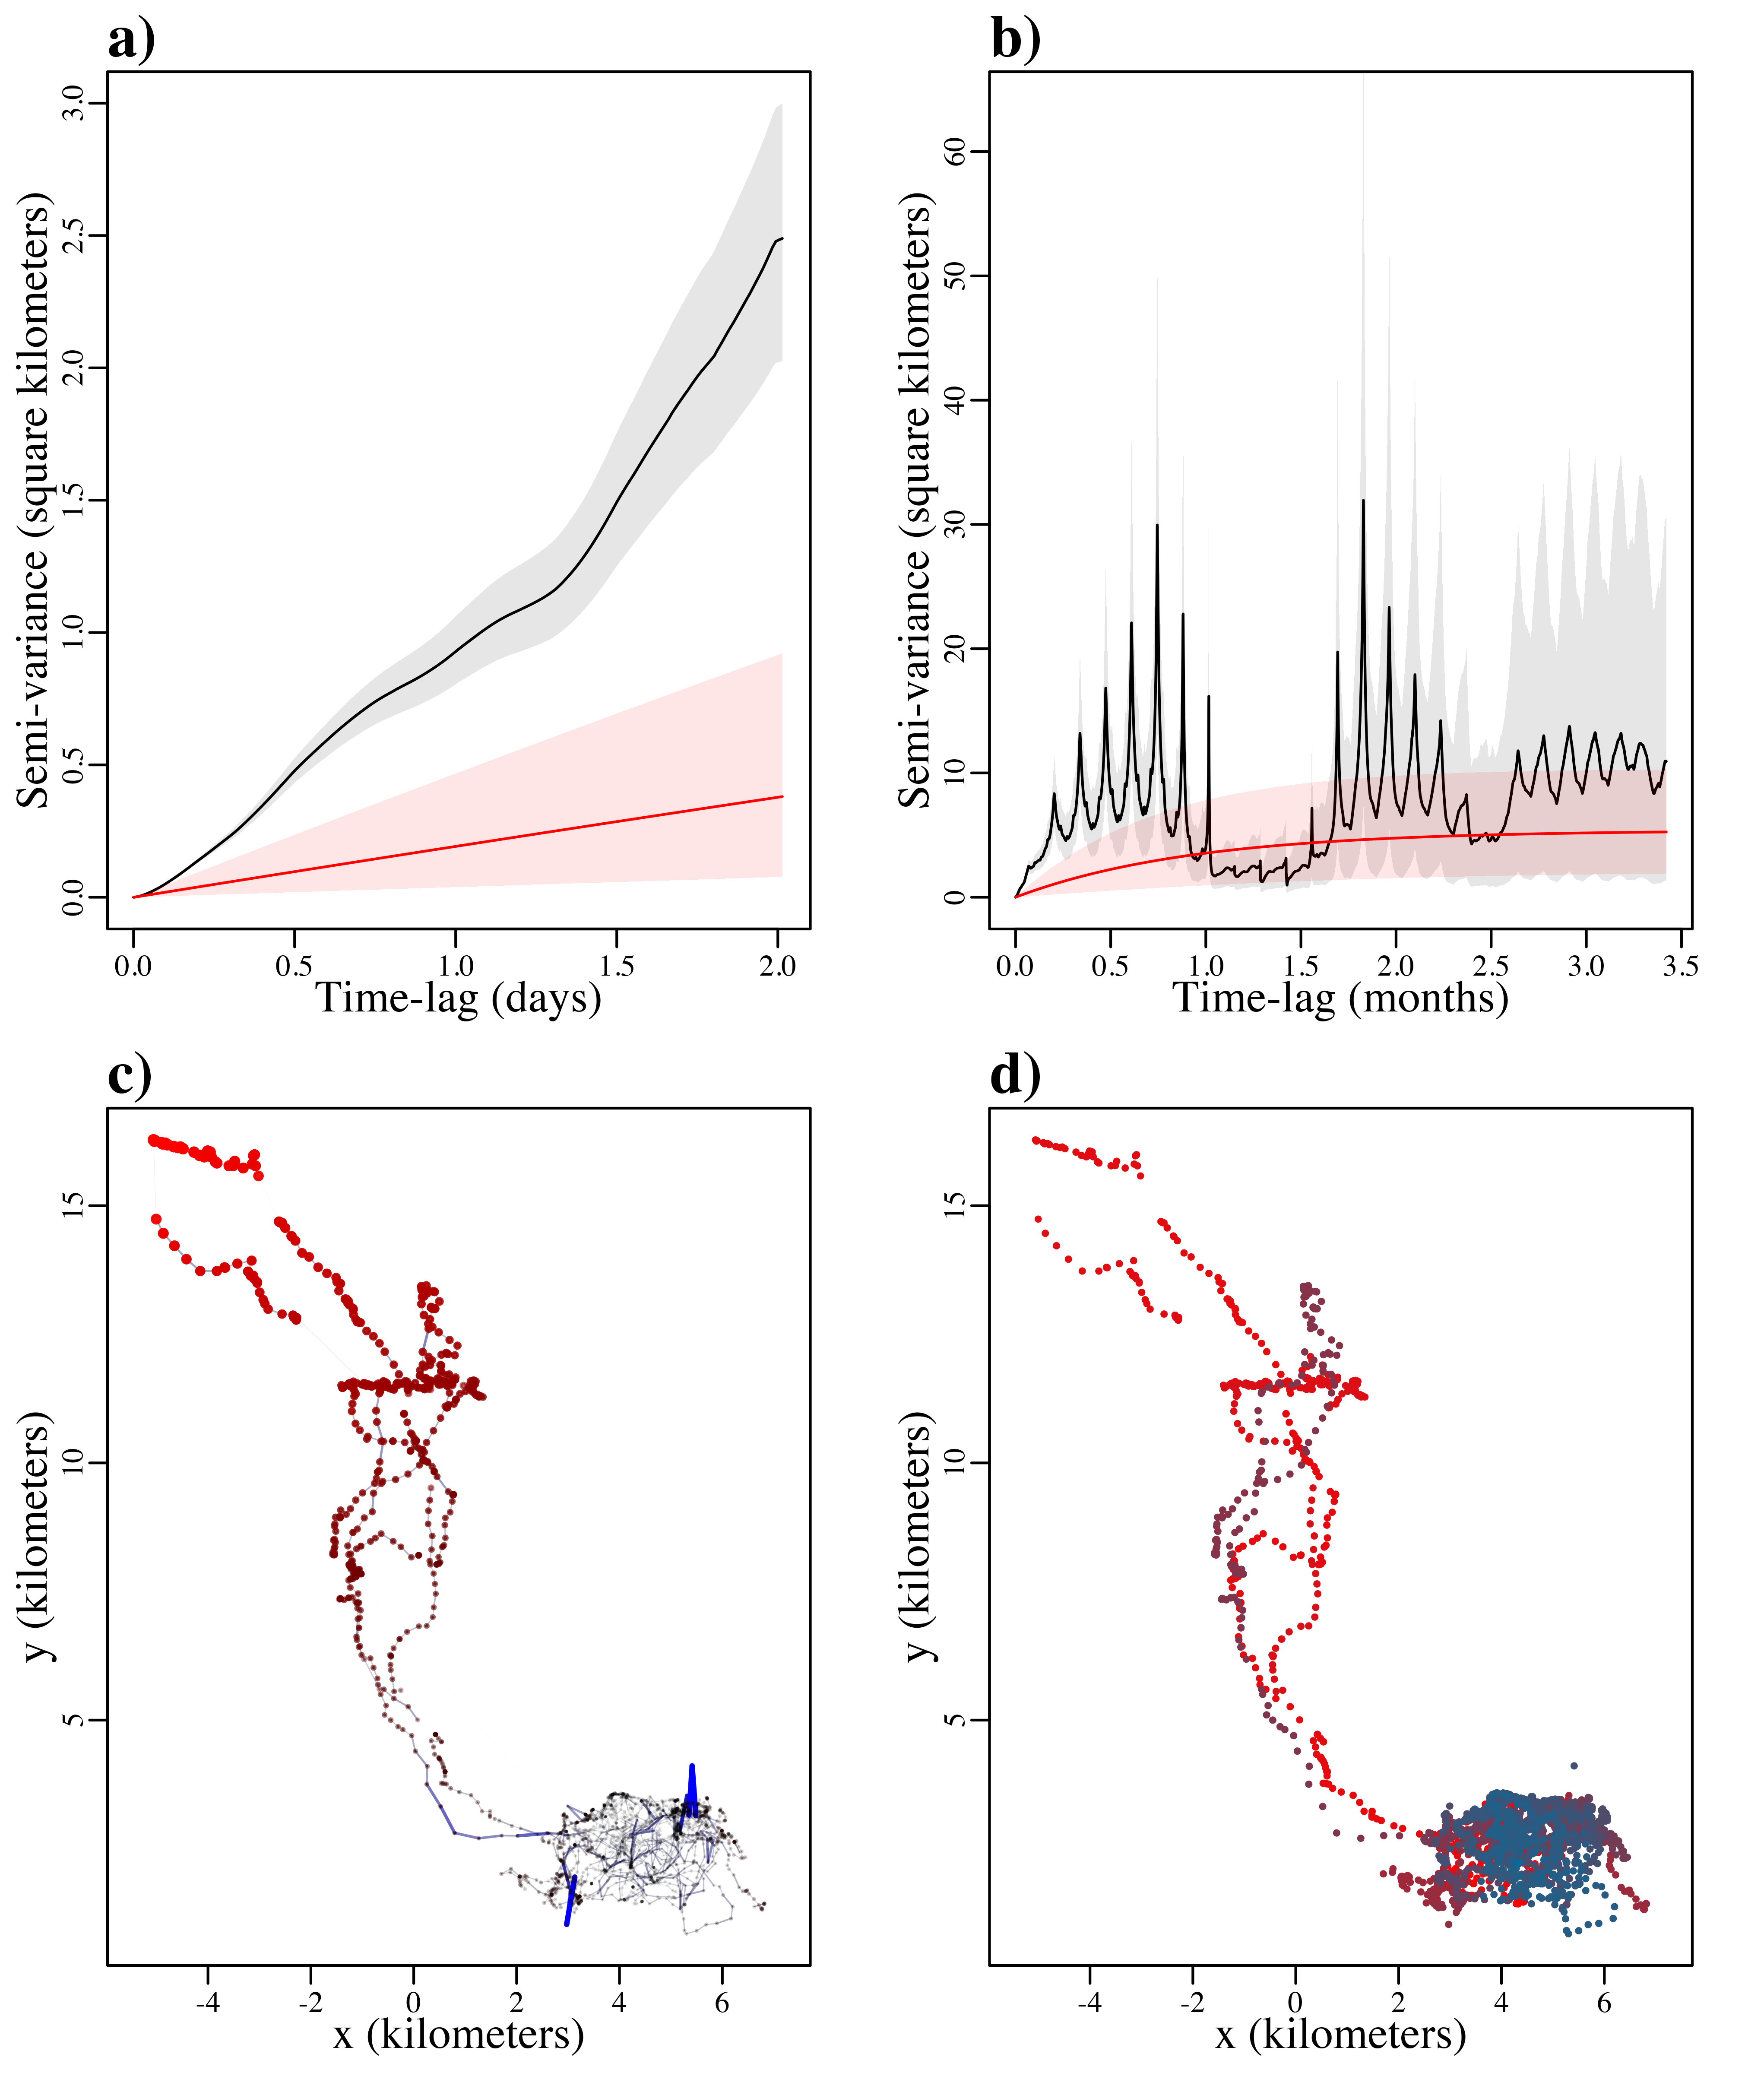 a)
3.0
2.5
2.0
1.5
1.0
0.5
0.0
Semi-variance (square kilometers)
0.0 0.5 1.0 1.5 2.0
Time-lag (days)
b)
60
50
40
30
20
10
0
Semi-variance (square kilometers)
0.0 0.5 1.0 1.5 2.0 2.5 3.0 3.5
Time-lag (months)
c)
15
10
5
y (kilometers)
-4 -2 0 2 4 6
x (kilometers)
d)
15
10
5
y (kilometers)
-4 -2 0 2 4 6
x (kilometers)